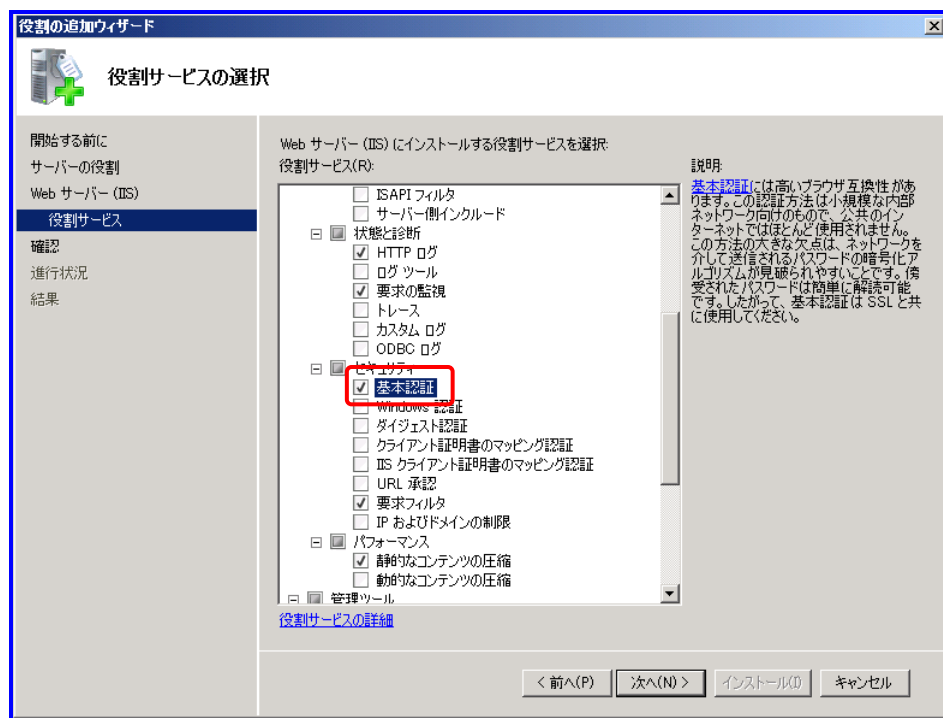 役割の追加ウィザード
役割サービスの選択
開始する前に
サーバーの役割
Web サーバー (IIS)
役割サービス
確認
進行状況
結果
Web サーバー (IIS) にインストールする役割サービスを選択:
役割サービス(R):
ISAPI フィルタ
サーバー側インクルード
状態と診断
HTTP ログ
ログ ツール
要求の監視
トレース
カスタム ログ
ODBC ログ
セキュリティ
基本認証
Windows 認証
ダイジェスト認証
クライアント証明書のマッピング認証
IIS クライアント証明書のマッピング認証
URL 承認
要求フィルタ
IP およびドメインの制限
パフォーマンス
静的なコンテンツの圧縮
動的なコンテンツの圧縮
管理ツール
役割サービスの詳細
説明:
基本認証には高いブラウザ互換性があ
ります。この認証方法は小規模な内部
ネットワーク向けのもので、公共のイン
ターネットではほとんど使用されません。
この方法の大きな欠点は、ネットワークを
介して送信されるパスワードの暗号化ア
ルゴリズムが見破られやすいことです。傍
受されたパスワードは簡単に解読可能
です。したがって、基本認証は SSL と共
に使用してください。
< 前へ(P)
次へ(N) >
インストール(I)
キャンセル